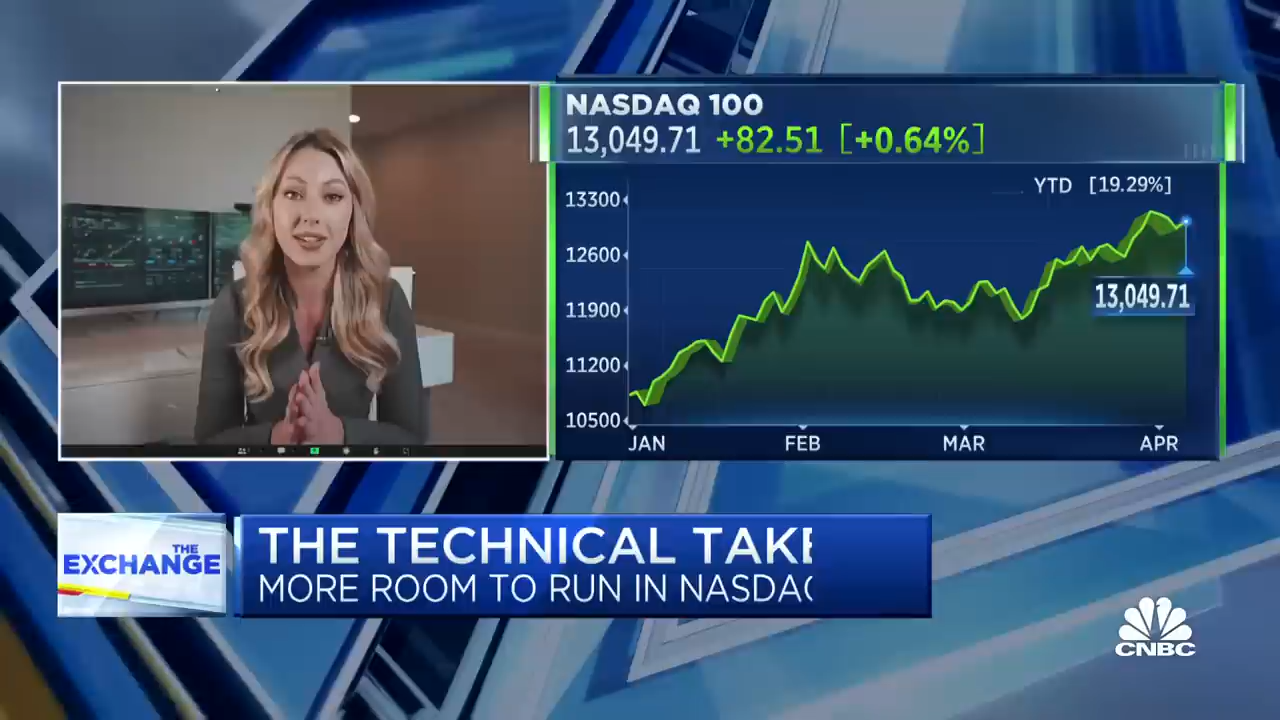 NASDAQ 100
13,049.71 +82.51 [+0.64%]
YTD [19.29%]
13300
12600
11900
11200
10500
13,049.71
JAN FEB MAR APR
THE
EXCHANGE
THE TECHNICAL TAKE
MORE ROOM TO RUN IN NASDAQ
CNBC